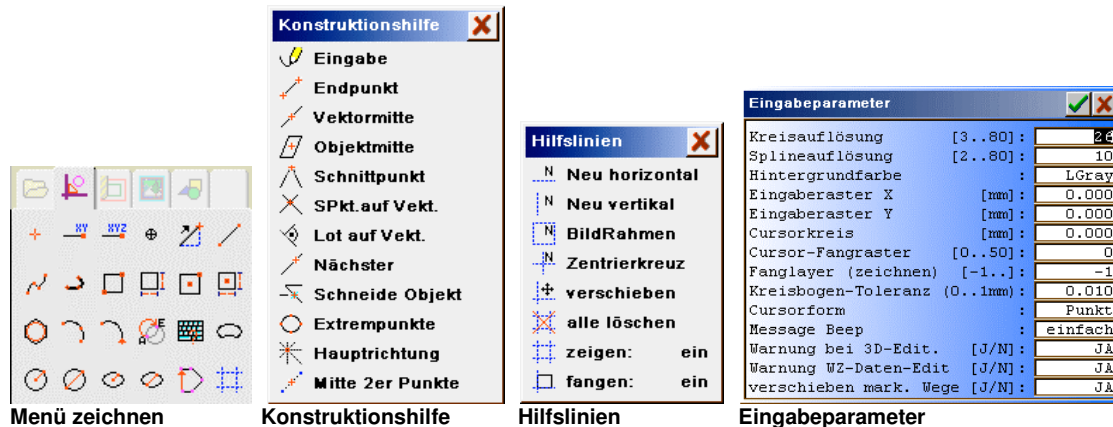 Konstruktionshilfe
Eingabe
Endpunkt
Vektormitte
Objektmitte
Schnittpunkt
SPkt.auf Vekt.
Lot auf Vekt.
Nächster
Schneide Objekt
Extrempunkte
Hauptrichtung
Mitte 2er Punkte
Hilfslinien
N Neu horizontal
N Neu vertikal
N BildRahmen
N Zentrierkreuz
verschieben
alle löschen
zeigen: ein
fangen: ein
Eingabeparameter
Kreisauflösung [3..80]: 26
Splineauflösung [2..80]: 10
Hintergrundfarbe : LGray
Eingaberaster X [mm]: 0.000
Eingaberaster Y [mm]: 0.000
Cursorkreis [mm]: 0.000
Cursor-Fangraster [0..50]: 0
Fanglayer (zeichnen) [-1..]: -1
Kreisbogen-Toleranz (0..1mm): 0.010
Cursorform : Punkt
Message Beep : einfach
Warnung bei 3D-Edit. [J/N]: JA
Warnung WZ-Daten-Edit [J/N]: JA
verschieben mark. Wege [J/N]: JA
XY XYZ
E
A
Menü zeichnen
Konstruktionshilfe
Hilfslinien
Eingabeparameter